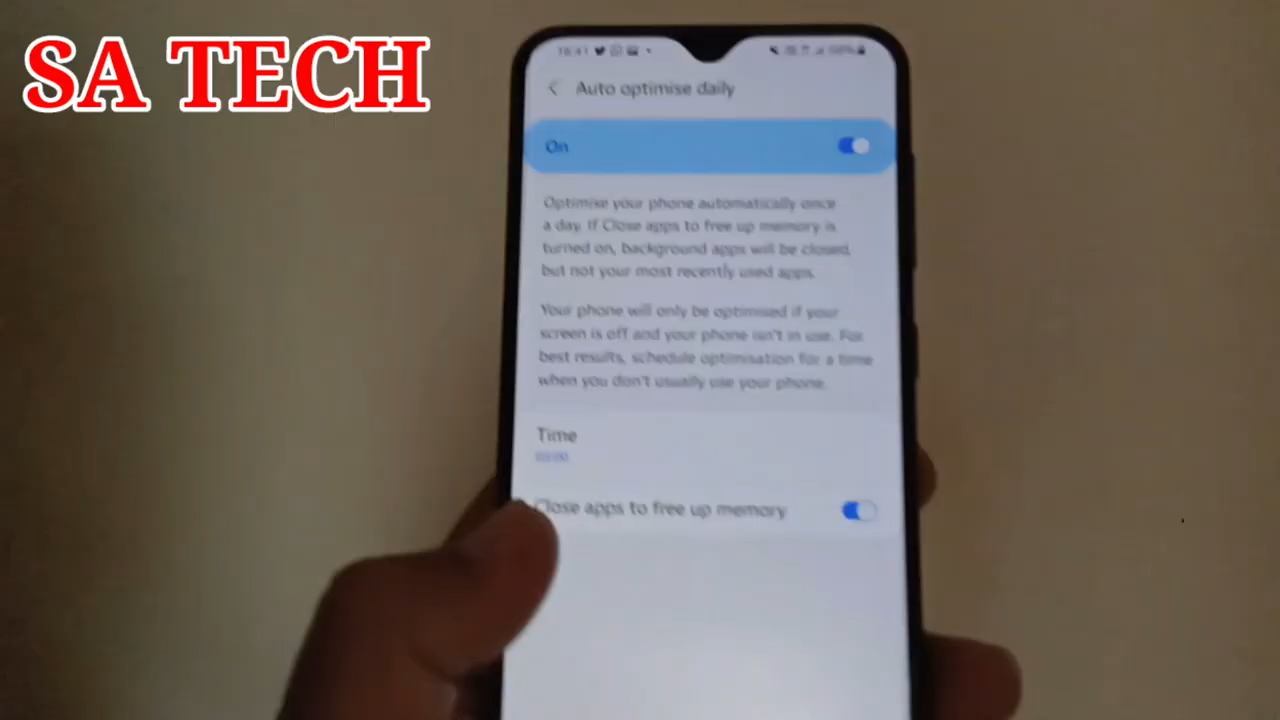 SA TECH
Auto optimise daily
On
Optimise your phone automatically once
a day. If Close apps to free up memory is
turned on, background apps will be closed,
but not your most recently used apps.
Your phone will only be optimised if your
screen is off and your phone isn't in use. For
best results, schedule optimisation for a time
when you don't usually use your phone.
Time
Close apps to free up memory